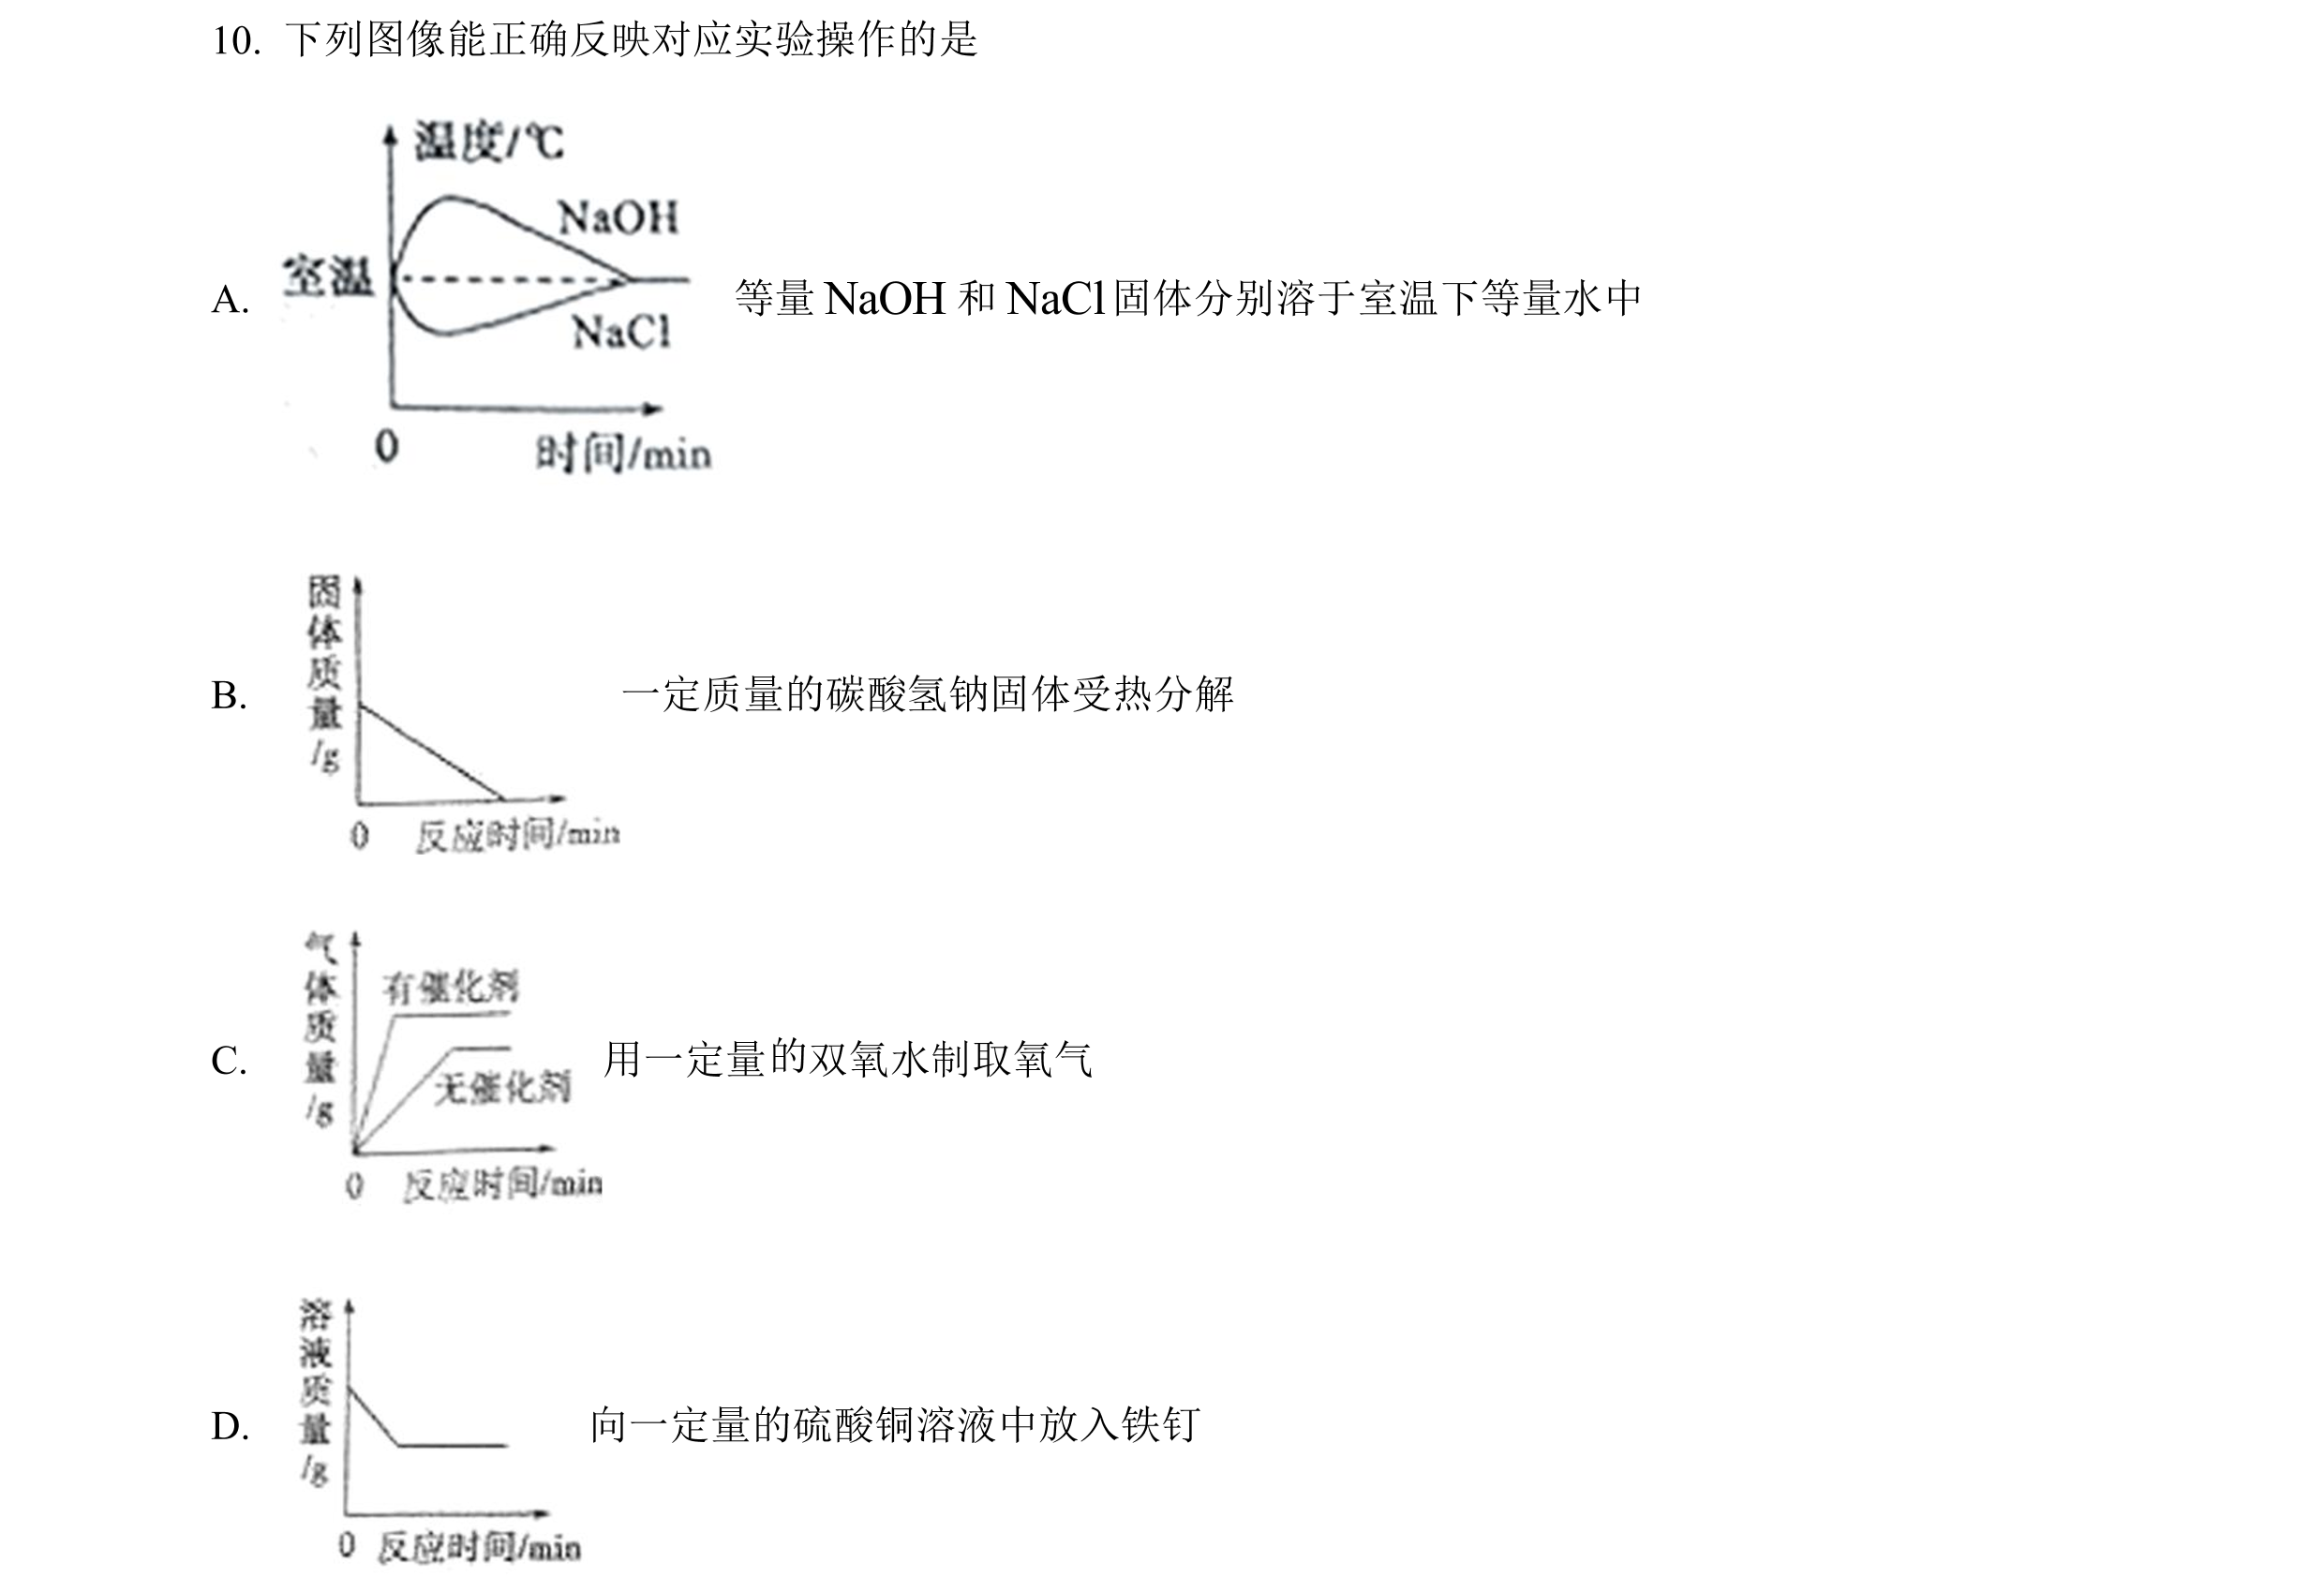 10. 下列图像能正确反映对应实验操作的是
温度/℃
NaOH
室温
A.
等量 NaOH 和 NaCl 固体分别溶于室温下等量水中
NaCl
0
时间/min
固体质量/g
B.
一定质量的碳酸氢钠固体受热分解
0
反应时间/min
气体质量/g
有催化剂
C.
用一定量的双氧水制取氧气
无催化剂
0
反应时间/min
溶液质量/g
D.
向一定量的硫酸铜溶液中放入铁钉
0
反应时间/min